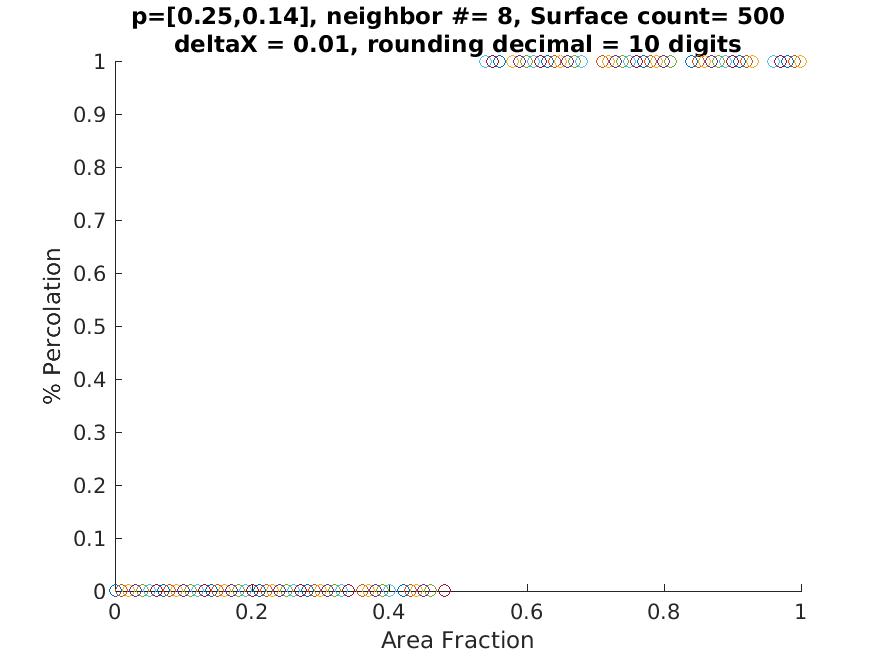 p=[0.25,0.14], neighbor #= 8, Surface count= 500
deltaX = 0.01, rounding decimal = 10 digits
1
0.9
0.8
0.7
0.6
0.5
0.4
0.3
0.2
0.1
0
% Percolation
0 0.2 0.4 0.6 0.8 1
Area Fraction